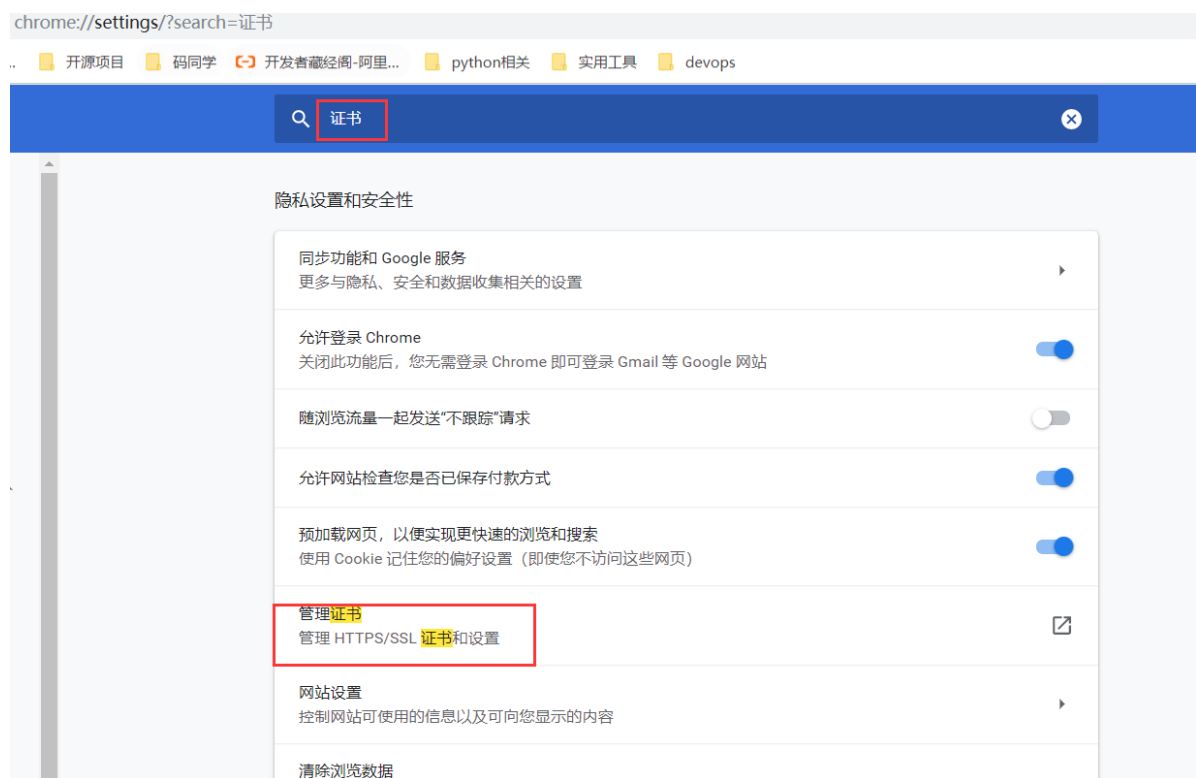 chrome://settings/?search=证书
.. 开源项目 码同学 开发者藏经阁-阿里... python相关 实用工具 devops
证书
隐私设置和安全性
同步功能和 Google 服务
更多与隐私、安全和数据收集相关的设置
允许登录 Chrome
关闭此功能后，您无需登录 Chrome 即可登录 Gmail 等 Google 网站
随浏览流量一起发送“不跟踪”请求
允许网站检查您是否已保存付款方式
预加载网页，以便实现更快速的浏览和搜索
使用 Cookie 记住您的偏好设置（即使您不访问这些网页）
管理证书
管理 HTTPS/SSL 证书和设置
网站设置
控制网站可使用的信息以及可向您显示的内容
清除浏览数据